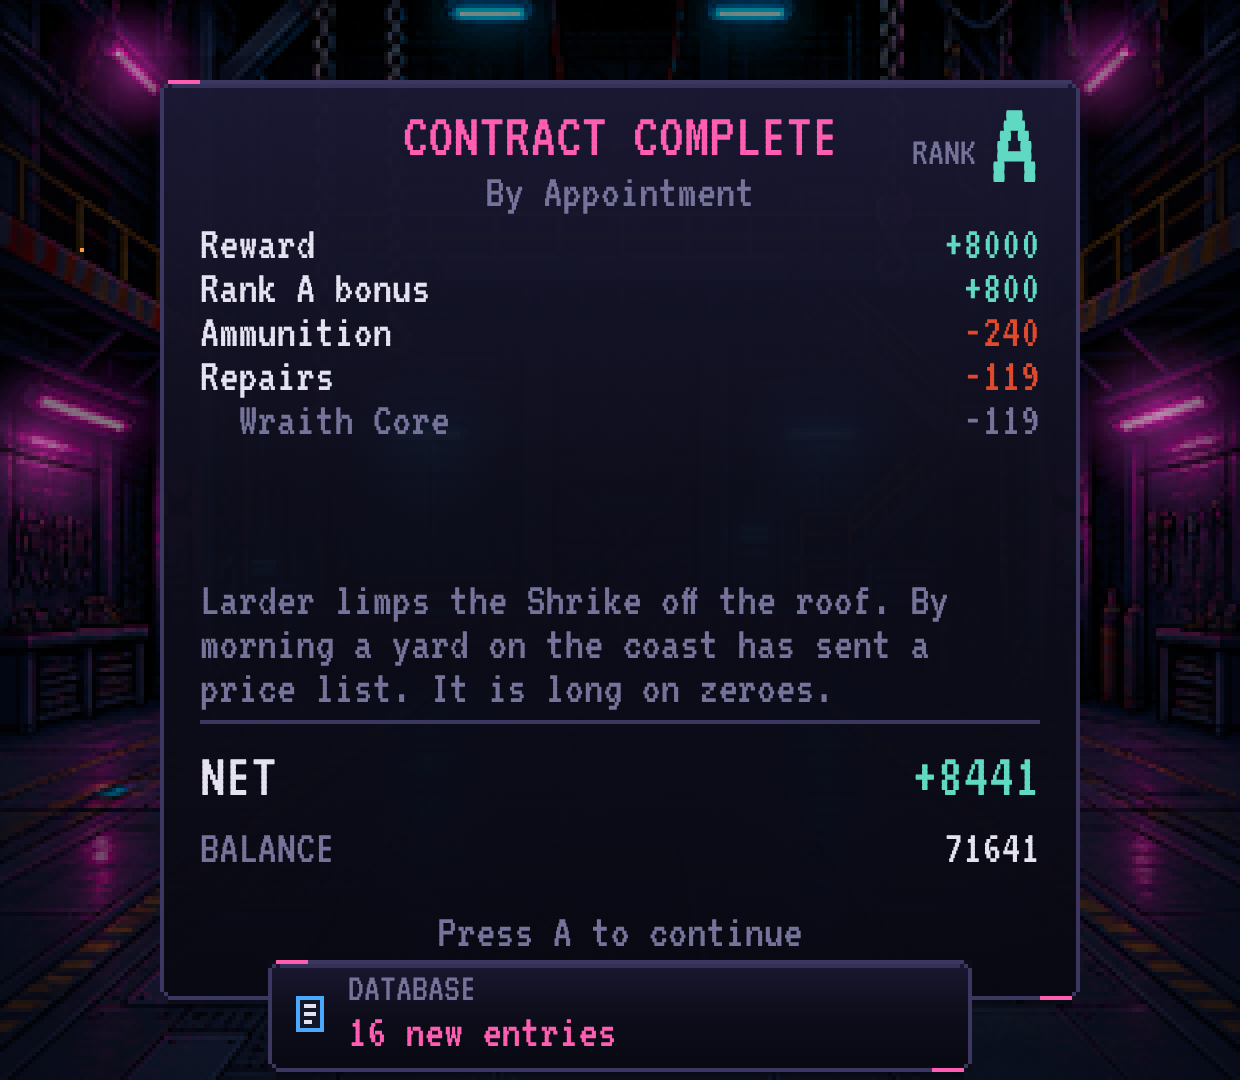 CONTRACT COMPLETE
RANK A
By Appointment
Reward +8000
Rank A bonus +800
Ammunition -240
Repairs -119
Wraith Core -119
Larder limps the Shrike off the roof. By
morning a yard on the coast has sent a
price list. It is long on zeroes.
NET +8441
BALANCE 71641
Press A to continue
DATABASE
16 new entries